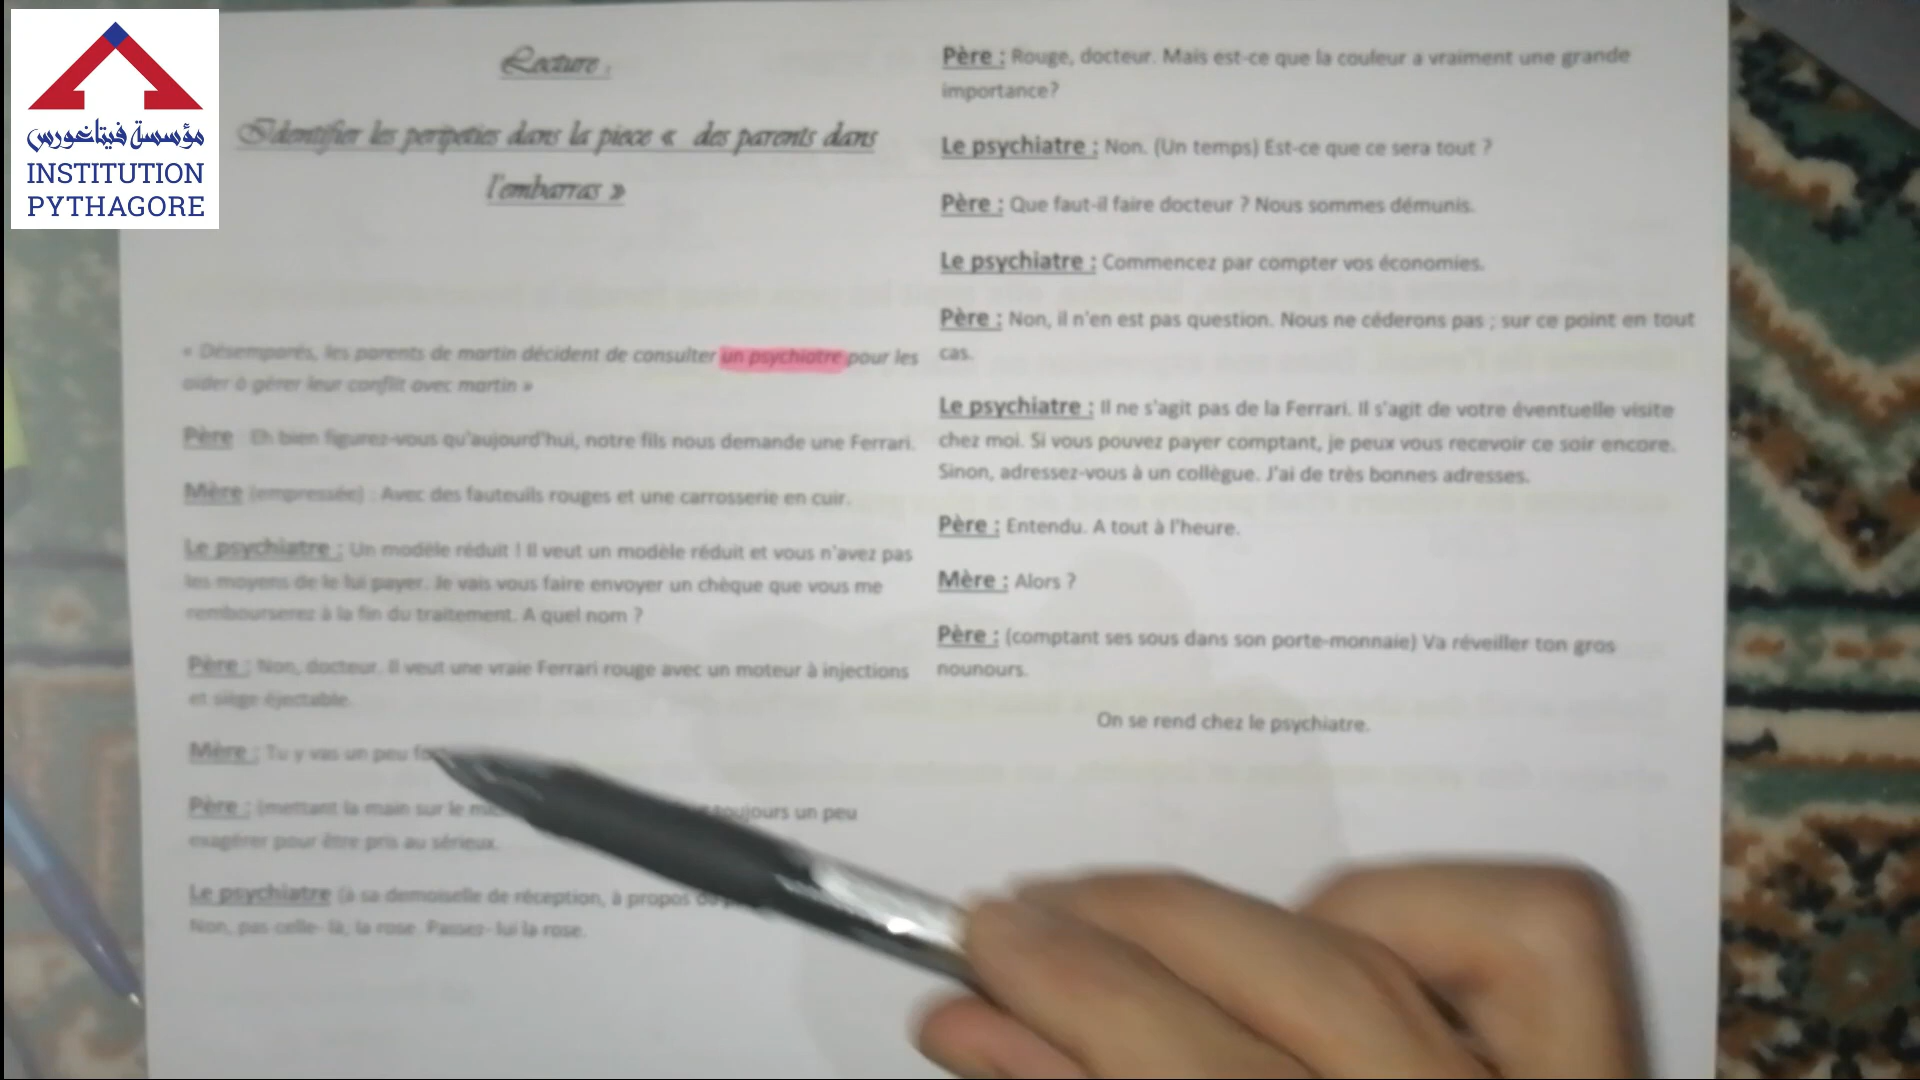 مؤسسة فيتاغورس
INSTITUTION
PYTHAGORE
Lecture :
Identifier les peripeties dans la piece « des parents dans
l'embarras »
« Désemparés, les parents de martin décident de consulter un psychiatre pour les
aider à gérer leur conflit avec martin »
Père Eh bien figurez-vous qu'aujourd'hui, notre fils nous demande une Ferrari.
Mère (empressée) : Avec des fauteuils rouges et une carrosserie en cuir.
Le psychiatre : Un modèle réduit ! Il veut un modèle réduit et vous n'avez pas
les moyens de le lui payer. Je vais vous faire envoyer un chèque que vous me
rembourserez à la fin du traitement. A quel nom ?
Père : Non, docteur. Il veut une vraie Ferrari rouge avec un moteur à injections
et siège éjectable.
Mère : Tu y vas un peu
Père : (mettant la main sur le toujours un peu
exagérer pour être pris au sérieux.
Le psychiatre (à sa demoiselle de réception, à propos
Non, pas celle- là, la rose. Passez- lui la rose.
Père : Rouge, docteur. Mais est-ce que la couleur a vraiment une grande
importance?
Le psychiatre : Non. (Un temps) Est-ce que ce sera tout ?
Père : Que faut-il faire docteur ? Nous sommes démunis.
Le psychiatre : Commencez par compter vos économies.
Père : Non, il n'en est pas question. Nous ne céderons pas ; sur ce point en tout
cas.
Le psychiatre : Il ne s'agit pas de la Ferrari. Il s'agit de votre éventuelle visite
chez moi. Si vous pouvez payer comptant, je peux vous recevoir ce soir encore.
Sinon, adressez-vous à un collègue. J'ai de très bonnes adresses.
Père : Entendu. A tout à l'heure.
Mère : Alors ?
Père : (comptant ses sous dans son porte-monnaie) Va réveiller ton gros
nounours.
On se rend chez le psychiatre.